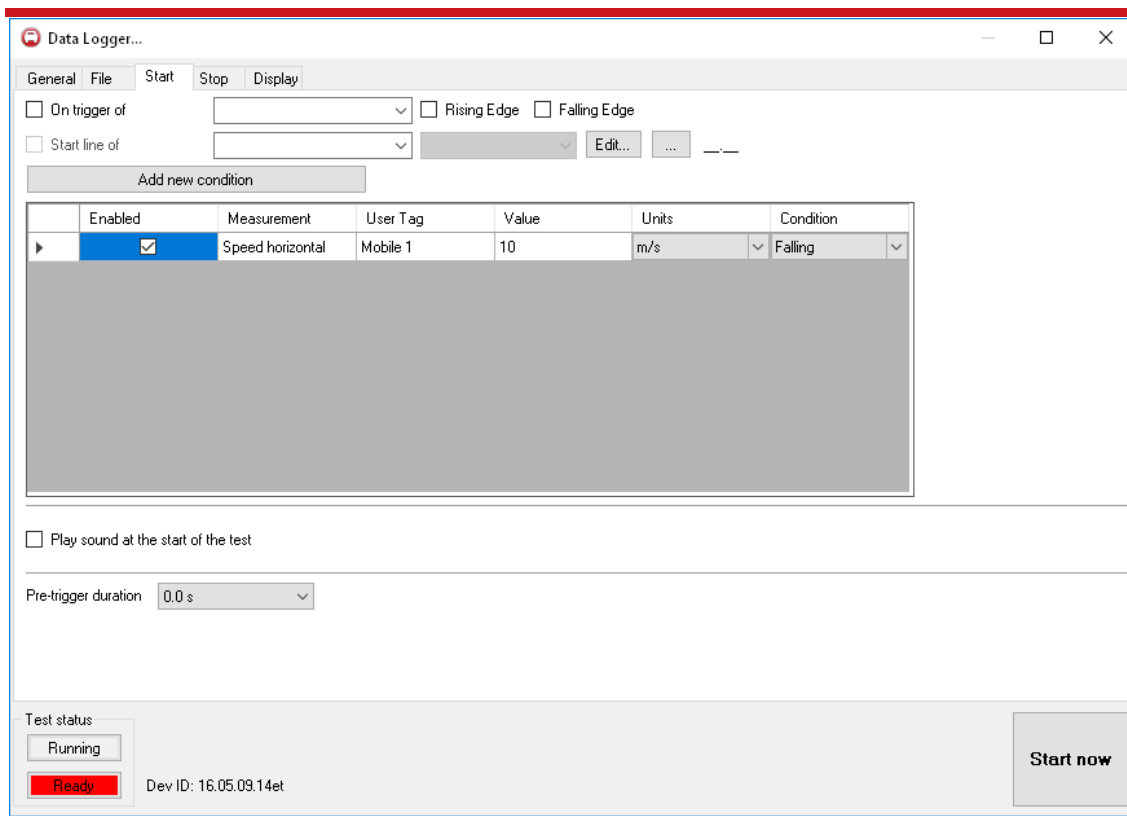 Data Logger...
General File Start Stop Display
On trigger of Rising Edge Falling Edge
Start line of Edit... ... __.__
Add new condition
Enabled Measurement User Tag Value Units Condition
Speed horizontal Mobile 1 10 m/s Falling
Play sound at the start of the test
Pre-trigger duration 0.0 s
Test status
Running
Ready Dev ID: 16.05.09.14et
Start now